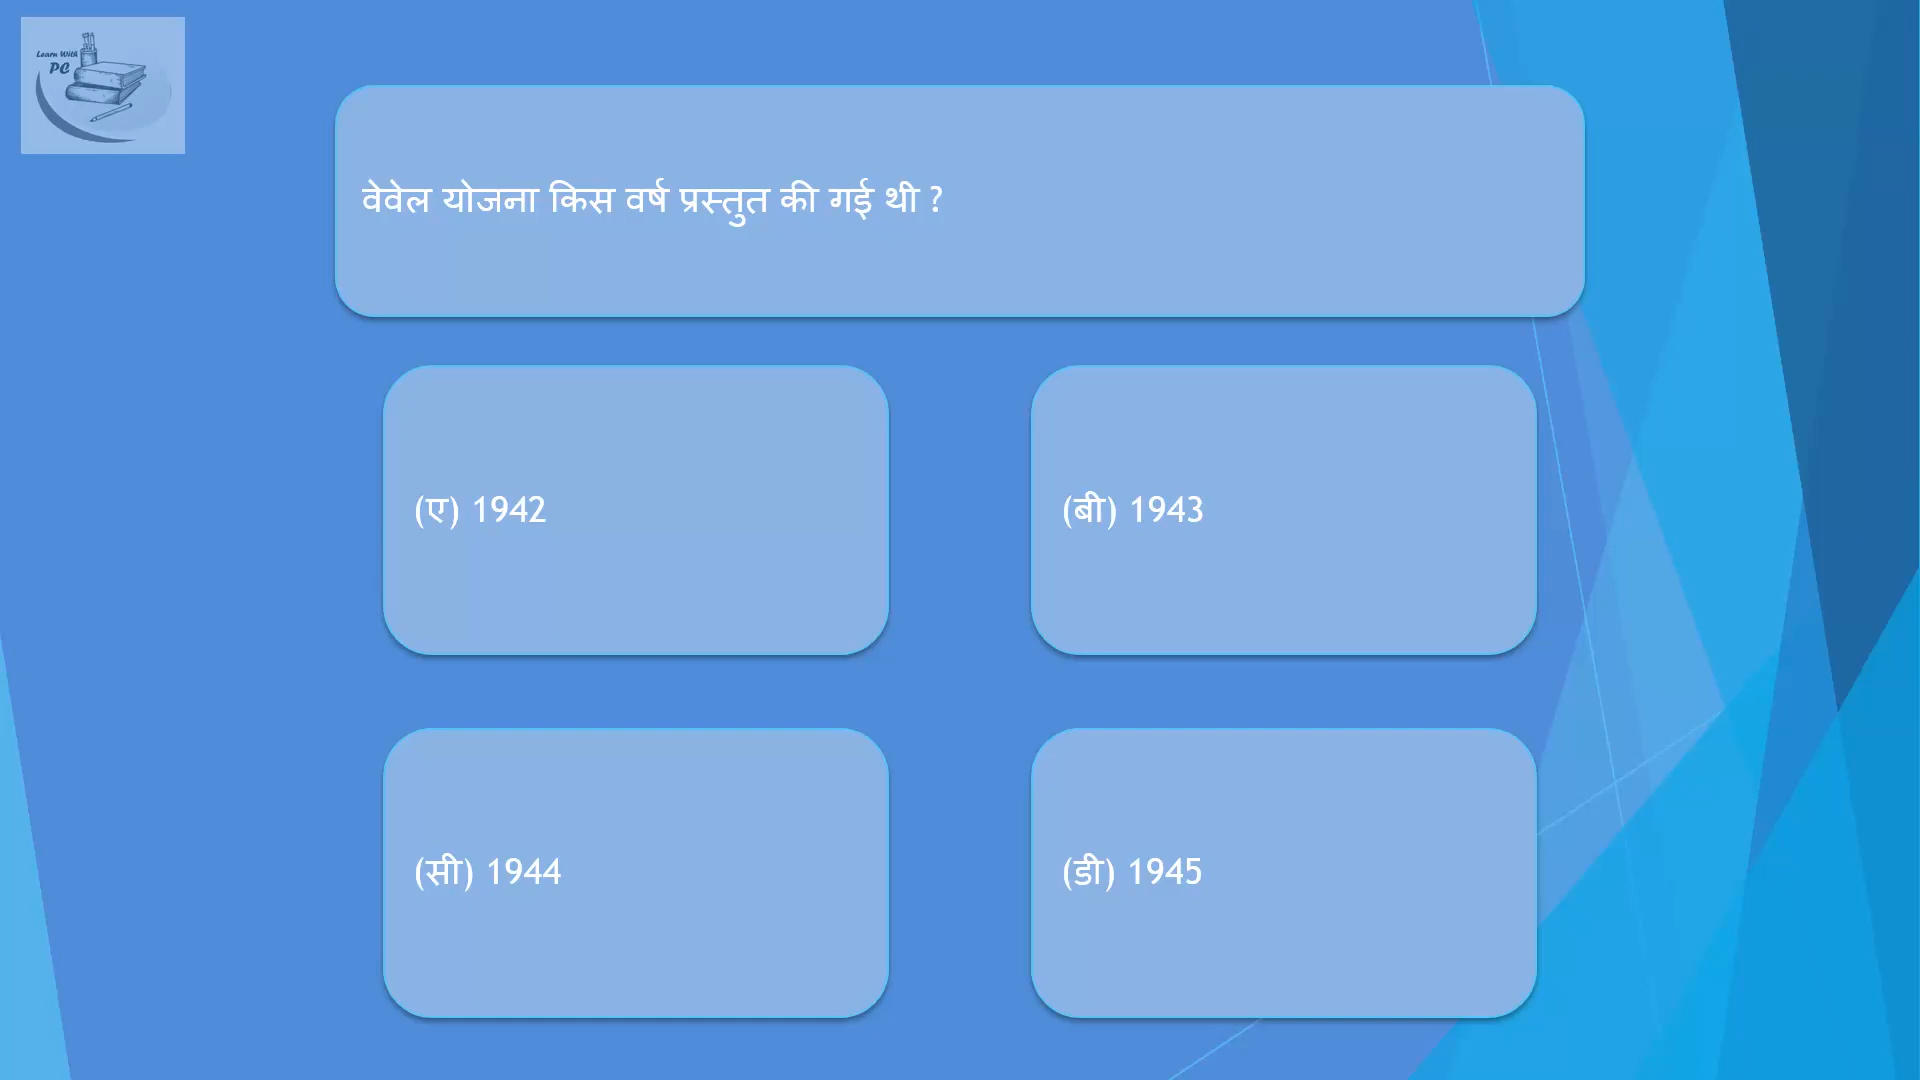 Learn With
PC
वेवेल योजना किस वर्ष प्रस्तुत की गई थी ?
(ए) 1942
(बी) 1943
(सी) 1944
(डी) 1945